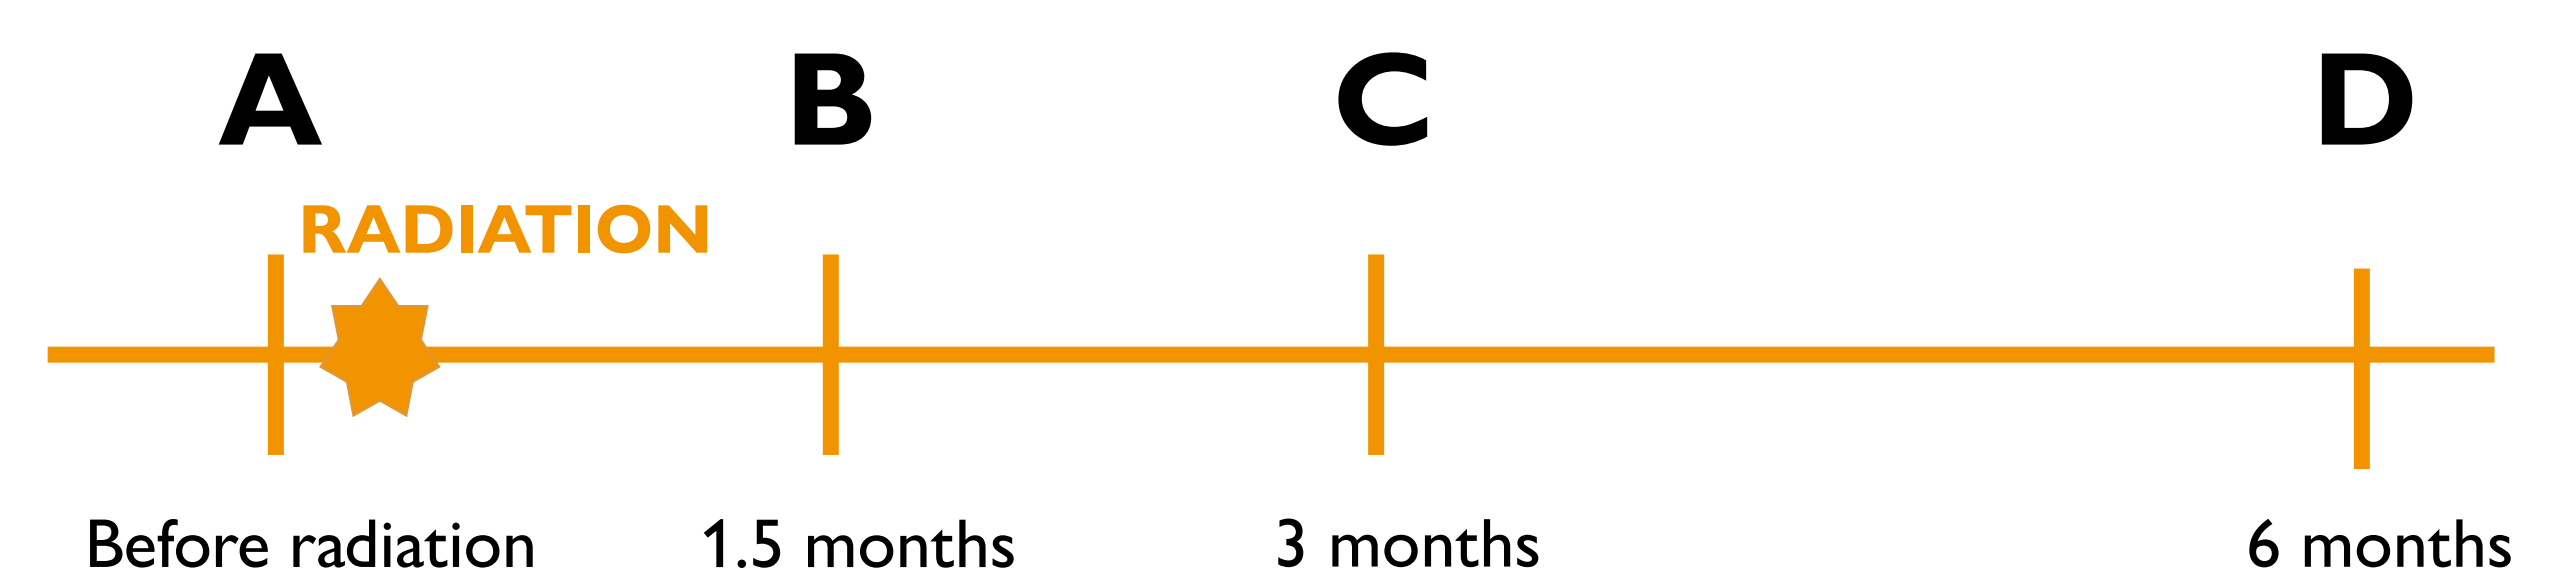 A B C D
RADIATION
Before radiation 1.5 months 3 months 6 months